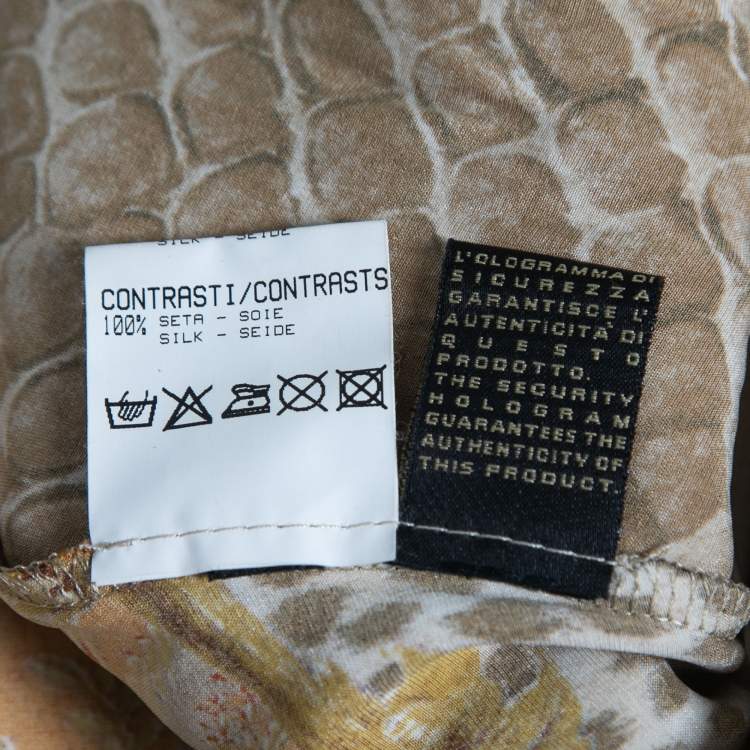 SILK - SEIDE
CONTRASTI/CONTRASTS
100% SETA - SOIE
SILK - SEIDE
L'OLOGRAMMA DI
SICUREZZA
GARANTISCE L'
AUTENTICITÀ DI
QUESTO
PRODOTTO.
THE SECURITY
HOLOGRAM
GUARANTEES THE
AUTHENTICITY OF
THIS PRODUCT.